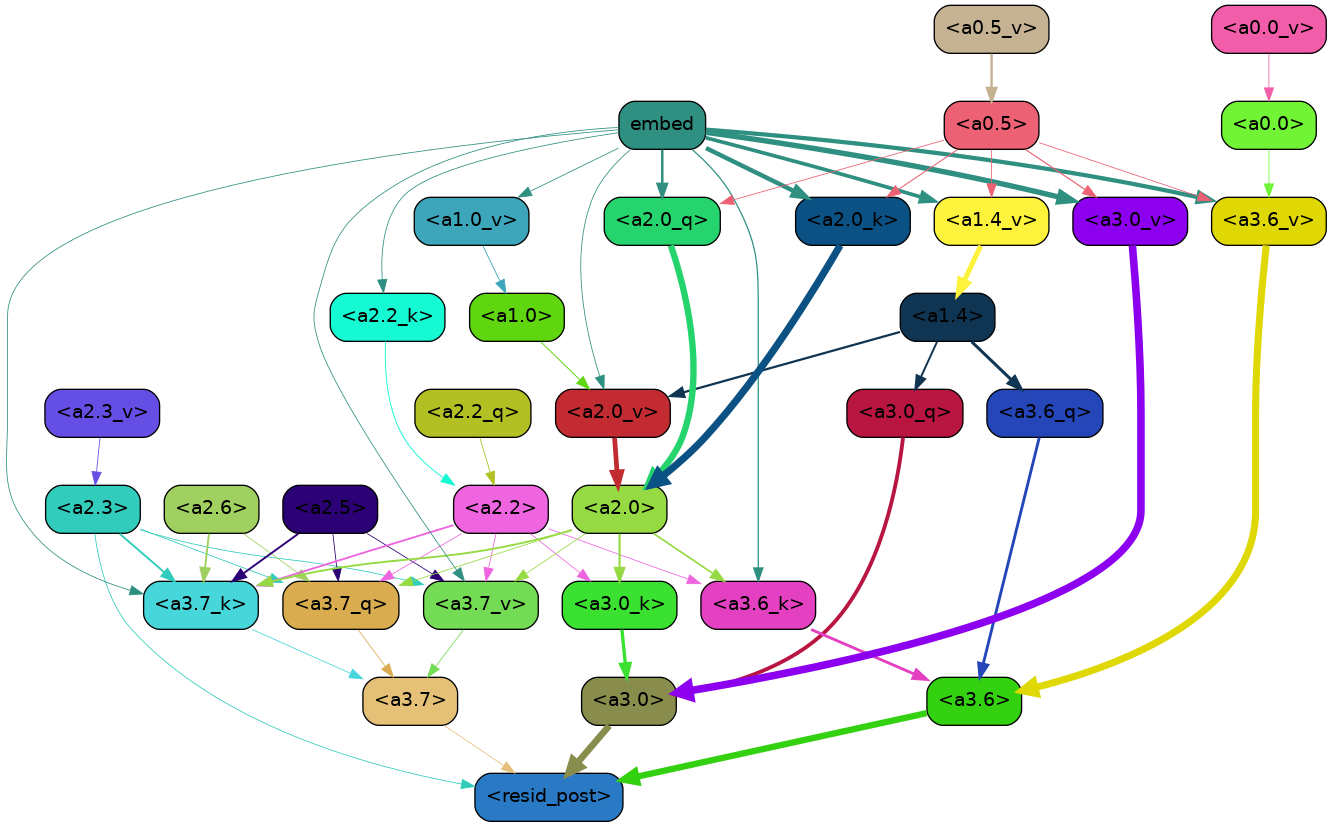 <a0.5_v> <a0.0_v>
embed <a0.5> <a0.0>
<a1.0_v> <a2.0_q> <a2.0_k> <a1.4_v> <a3.0_v> <a3.6_v>
<a2.2_k> <a1.0> <a1.4>
<a2.3_v> <a2.2_q> <a2.0_v> <a3.0_q> <a3.6_q>
<a2.3> <a2.6> <a2.5> <a2.2> <a2.0>
<a3.7_k> <a3.7_q> <a3.7_v> <a3.0_k> <a3.6_k>
<a3.7> <a3.0> <a3.6>
<resid_post>